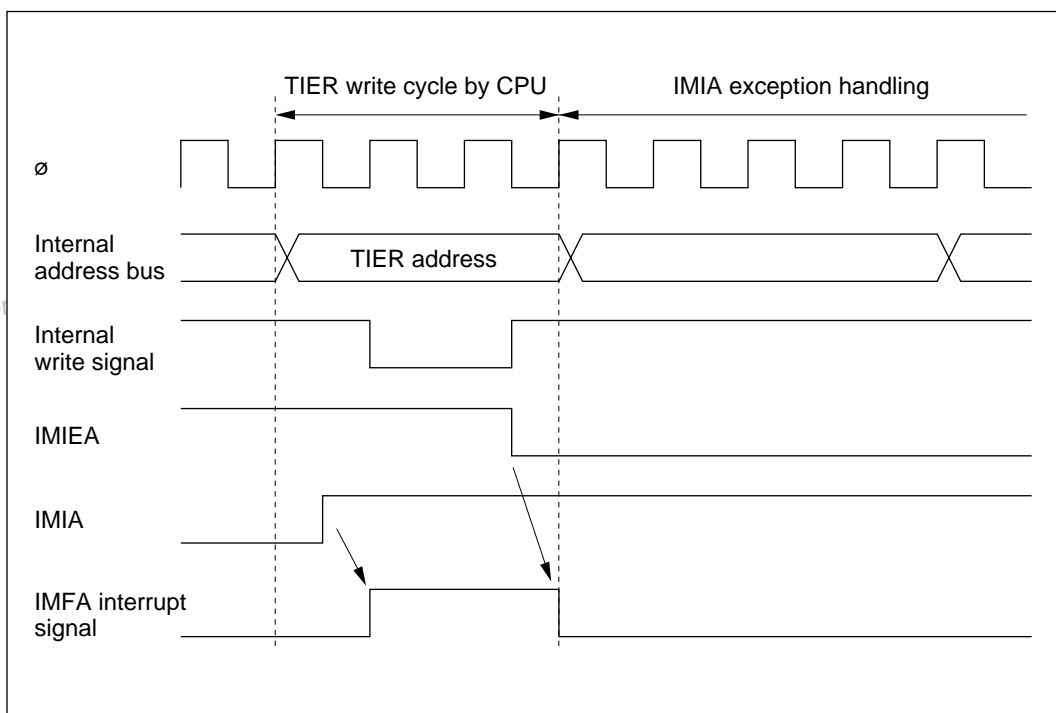 TIER write cycle by CPU
IMIA exception handling
ø
Internal
address bus
TIER address
Internal
write signal
IMIEA
IMIA
IMFA interrupt
signal